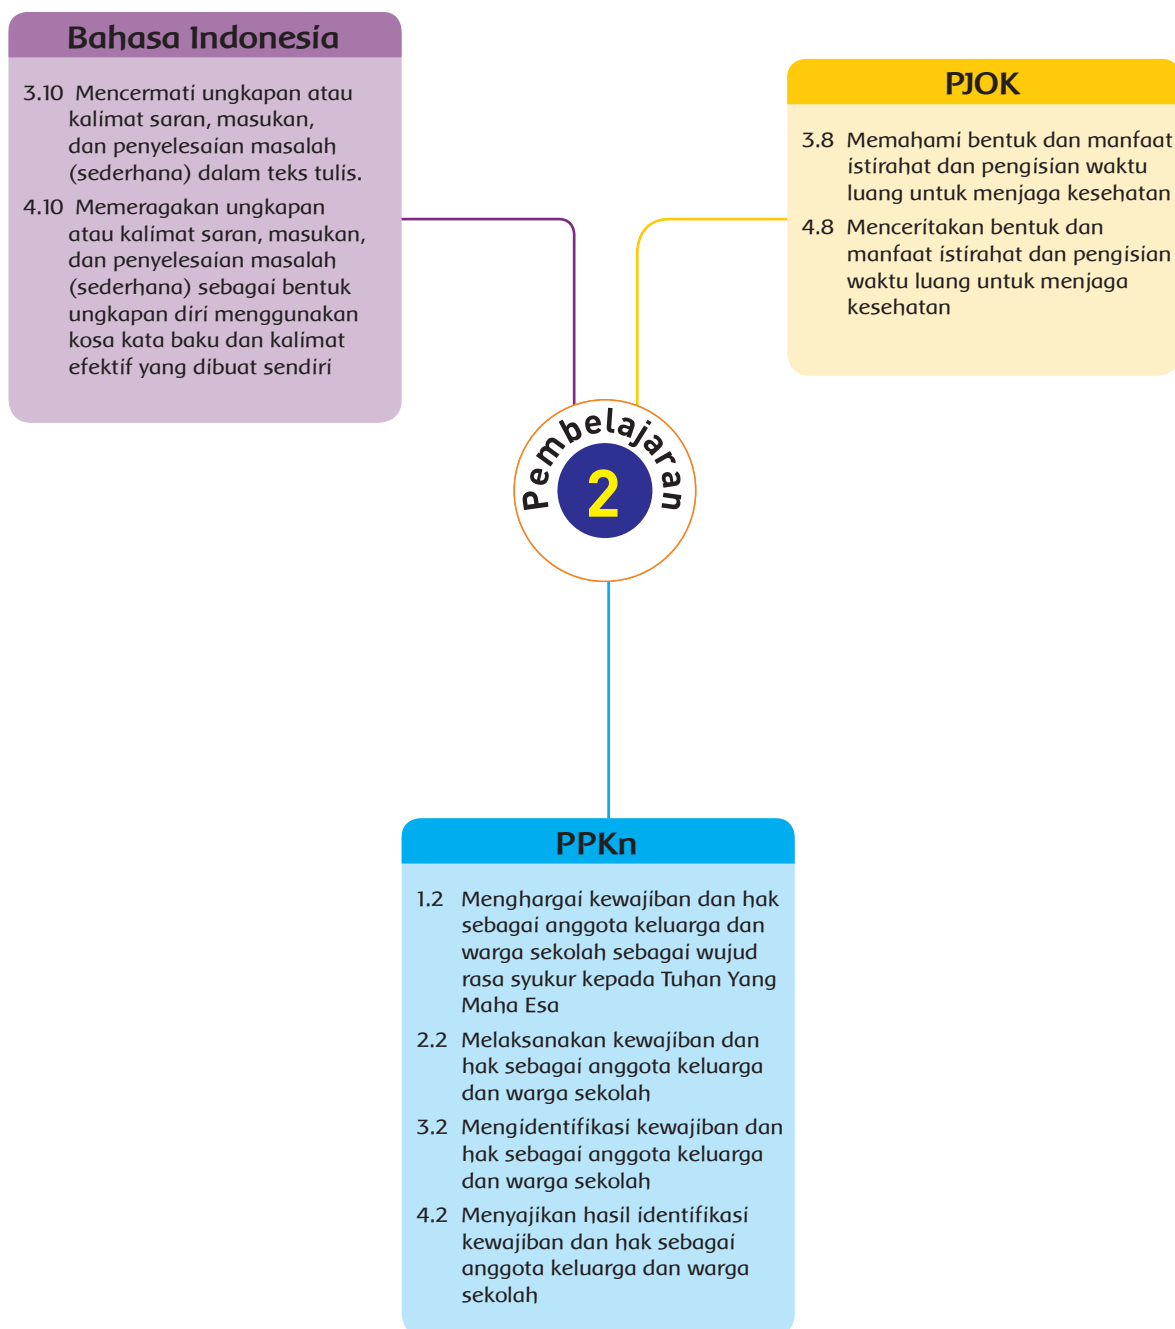 Bahasa Indonesia
3.10 Mencermati ungkapan atau
kalimat saran, masukan,
dan penyelesaian masalah
(sederhana) dalam teks tulis.
4.10 Memeragakan ungkapan
atau kalimat saran, masukan,
dan penyelesaian masalah
(sederhana) sebagai bentuk
ungkapan diri menggunakan
kosa kata baku dan kalimat
efektif yang dibuat sendiri
PJOK
3.8 Memahami bentuk dan manfaat
istirahat dan pengisian waktu
luang untuk menjaga kesehatan
4.8 Menceritakan bentuk dan
manfaat istirahat dan pengisian
waktu luang untuk menjaga
kesehatan
Pembelajaran
2
PPKn
1.2 Menghargai kewajiban dan hak
sebagai anggota keluarga dan
warga sekolah sebagai wujud
rasa syukur kepada Tuhan Yang
Maha Esa
2.2 Melaksanakan kewajiban dan
hak sebagai anggota keluarga
dan warga sekolah
3.2 Mengidentifikasi kewajiban dan
hak sebagai anggota keluarga
dan warga sekolah
4.2 Menyajikan hasil identifikasi
kewajiban dan hak sebagai
anggota keluarga dan warga
sekolah